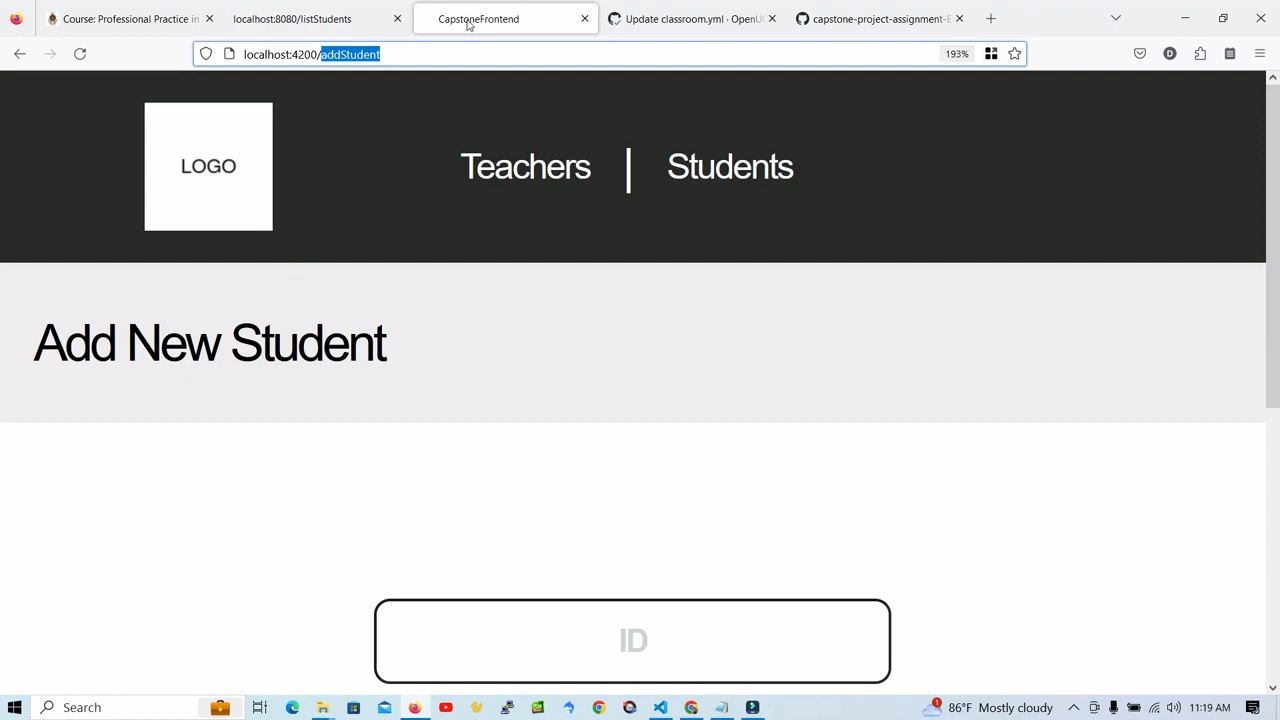 Course: Professional Practice in
localhost:8080/listStudents
CapstoneFrontend
Update classroom.yml · OpenU
capstone-project-assignment-
localhost:4200/addStudent
193%
LOGO
Teachers
Students
Add New Student
ID
Search
86°F Mostly cloudy
11:19 AM